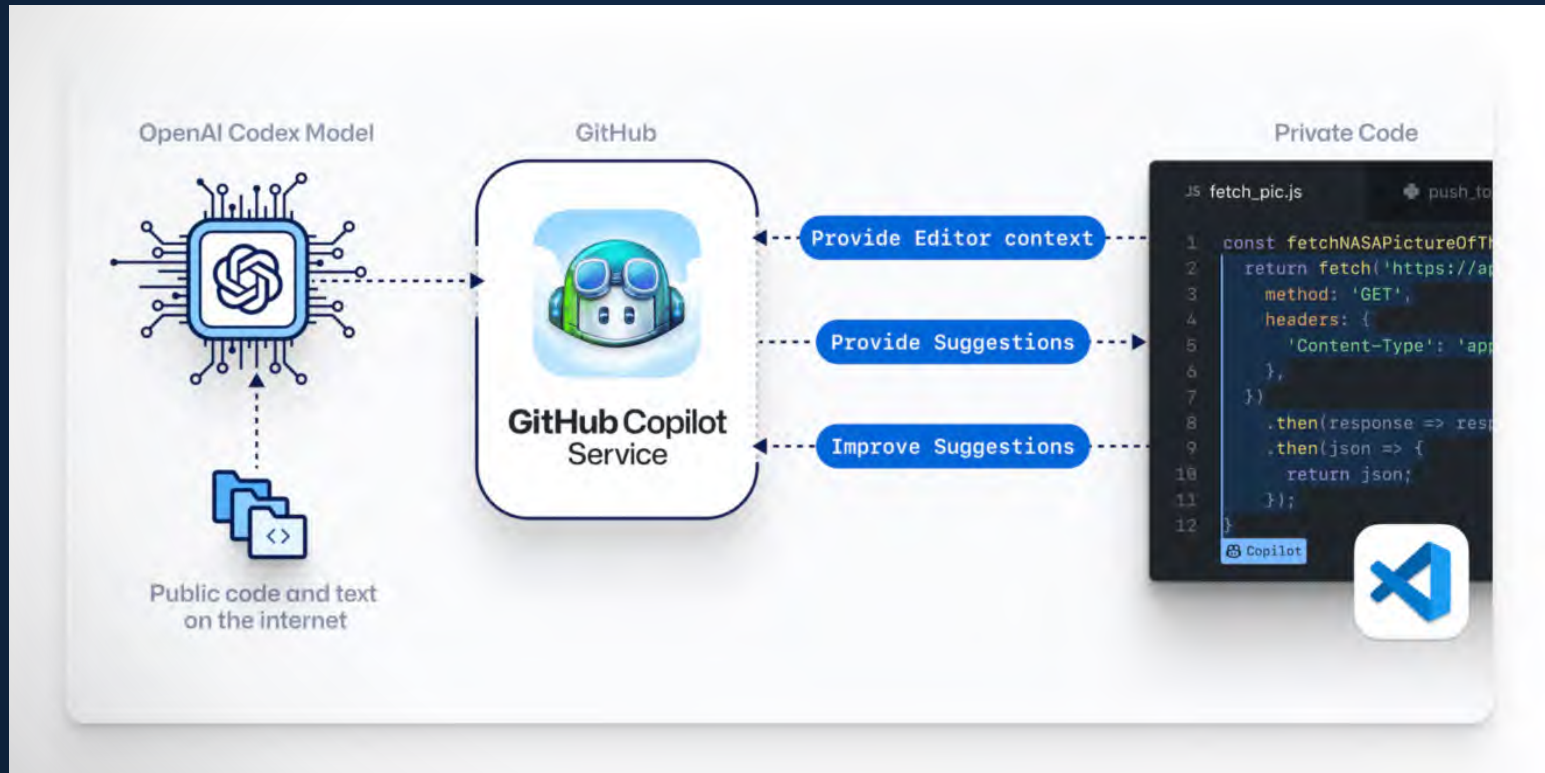 OpenAI Codex Model
GitHub
Private Code
GitHub Copilot
Service
Public code and text
on the internet
Provide Editor context
Provide Suggestions
Improve Suggestions
JS fetch_pic.js
push_to
1 const fetchNASAPictureOfTh
2 return fetch('https://ap
3 method: 'GET',
4 headers: {
5 'Content-Type': 'app
6 },
7 })
8 .then(response => resp
9 .then(json => {
10 return json;
11 });
12 }
Copilot